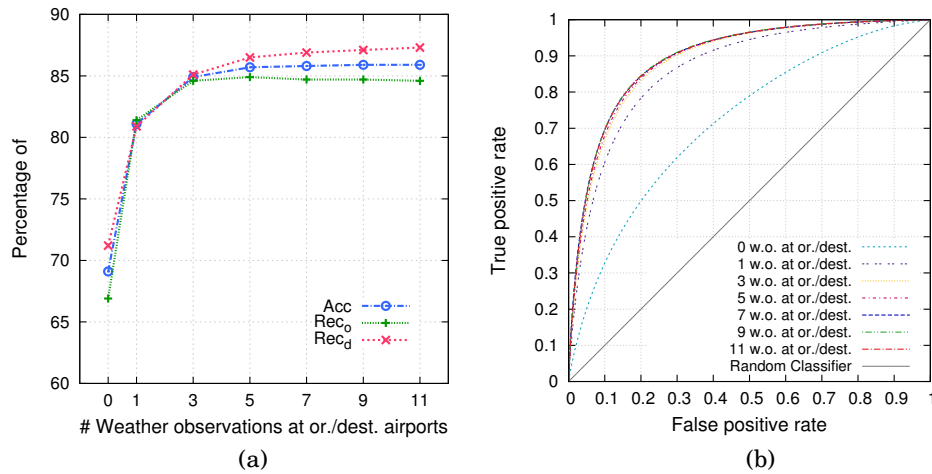 90
85
80
75
70
65
60
Percentage of
Acc
Rec_o
Rec_d
0 1 3 5 7 9 11
# Weather observations at or./dest. airports
(a)
1
0.9
0.8
0.7
0.6
0.5
0.4
0.3
0.2
0.1
0
True positive rate
0 w.o. at or./dest.
1 w.o. at or./dest.
3 w.o. at or./dest.
5 w.o. at or./dest.
7 w.o. at or./dest.
9 w.o. at or./dest.
11 w.o. at or./dest.
Random Classifier
0 0.1 0.2 0.3 0.4 0.5 0.6 0.7 0.8 0.9 1
False positive rate
(b)